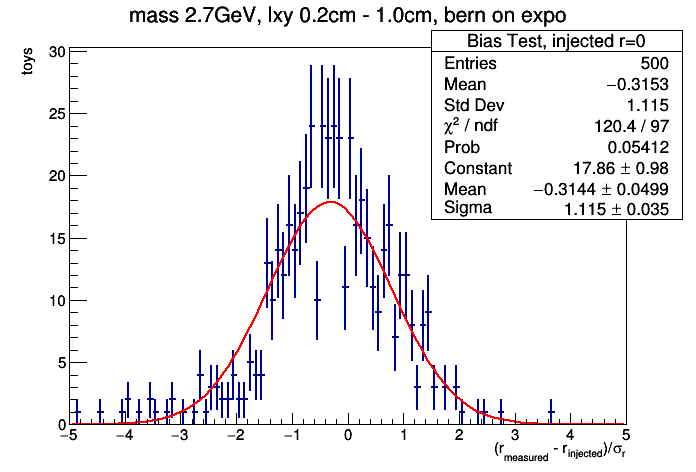 mass 2.7GeV, lxy 0.2cm - 1.0cm, bern on expo
Bias Test, injected r=0
Entries 500
Mean −0.3153
Std Dev 1.115
χ² / ndf 120.4 / 97
Prob 0.05412
Constant 17.86 ± 0.98
Mean −0.3144 ± 0.0499
Sigma 1.115 ± 0.035
toys
30
25
20
15
10
5
0
−5 −4 −3 −2 −1 0 1 2 3 4 5
(r_measured - r_injected)/σ_r